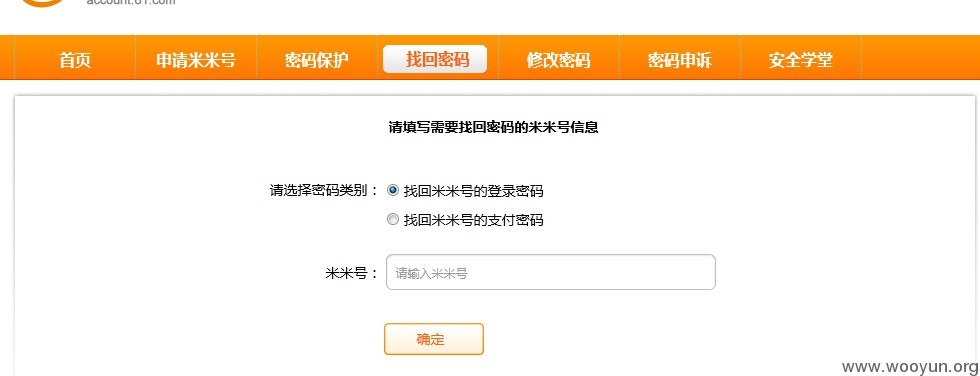 account.61.com
首页 申请米米号 密码保护 找回密码 修改密码 密码申诉 安全学堂
请填写需要找回密码的米米号信息
请选择密码类别： 找回米米号的登录密码
找回米米号的支付密码
米米号： 请输入米米号
确定
www.wooyun.org